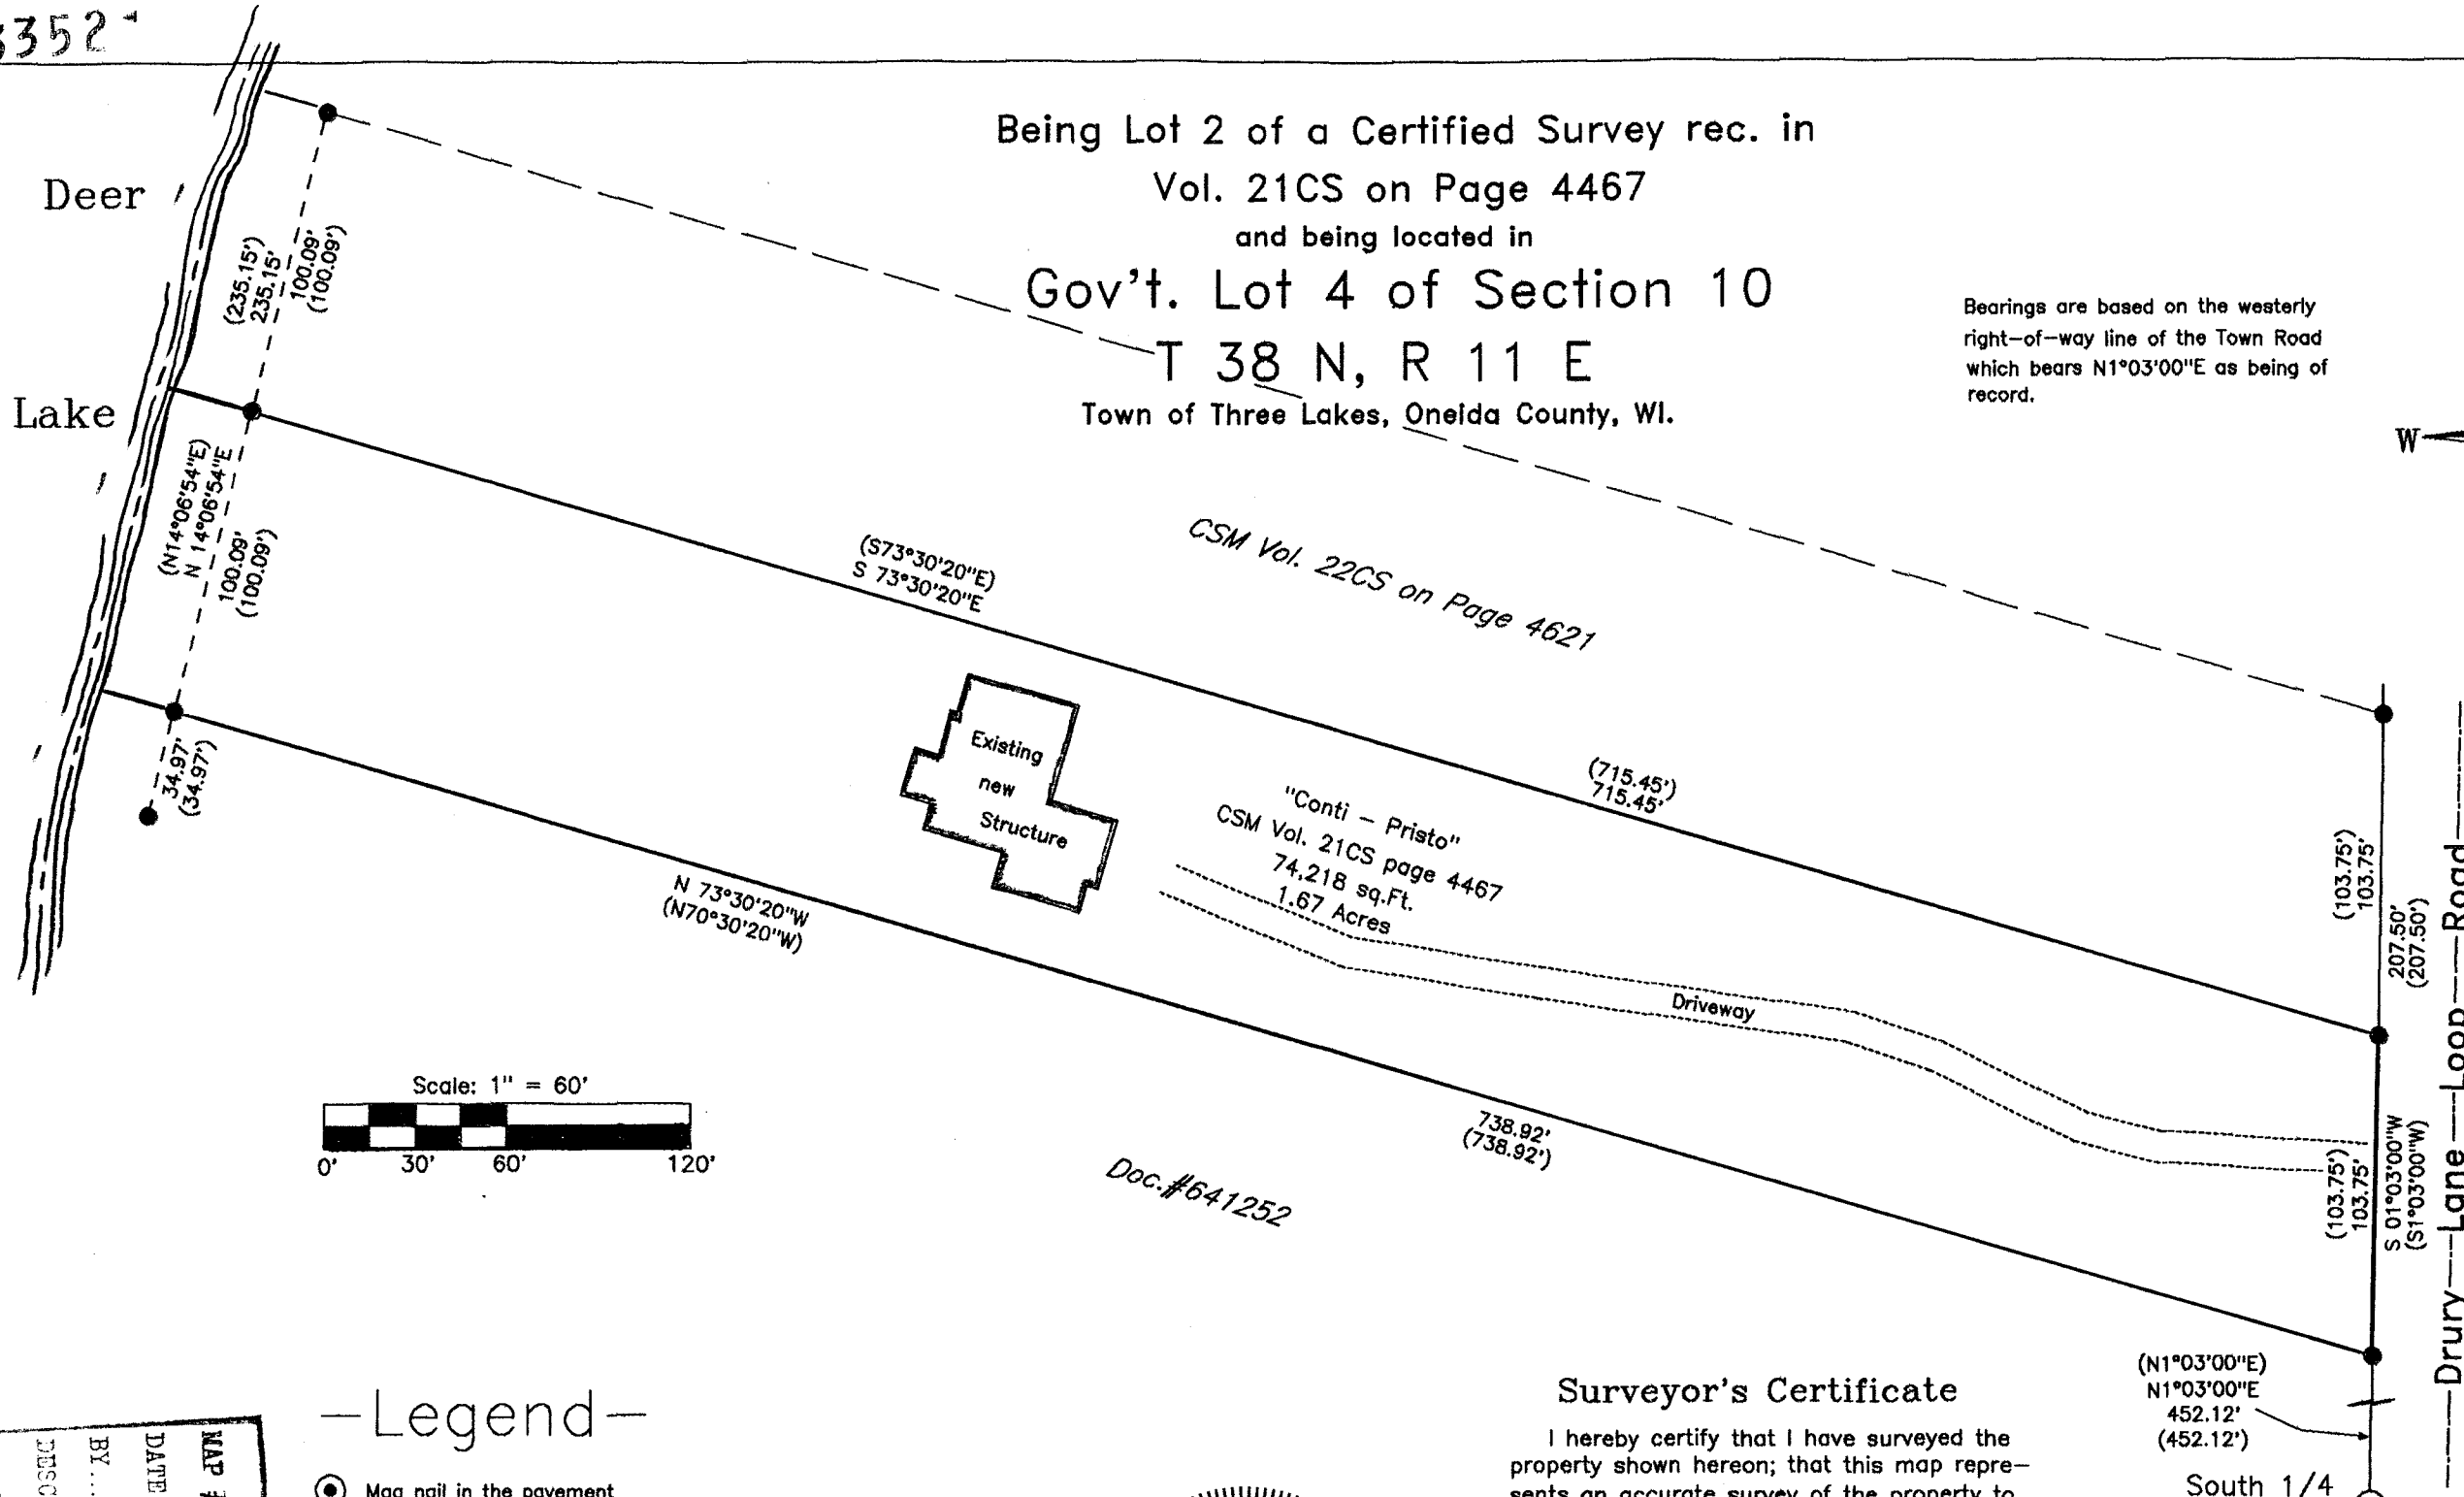 3352
Being Lot 2 of a Certified Survey rec. in
Vol. 21CS on Page 4467
and being located in
Gov't. Lot 4 of Section 10
T 38 N, R 11 E
Town of Three Lakes, Oneida County, WI.
Bearings are based on the westerly
right-of-way line of the Town Road
which bears N1°03'00"E as being of
record.
W
Deer
Lake
(235.15')
235.15'
100.09'
(100.09')
(N14°06'54"E)
N 14°06'54"E
100.09'
(100.09')
34.97'
(34.97')
(S73°30'20"E)
S 73°30'20"E
CSM Vol. 22CS on Page 4621
(715.45')
715.45'
Existing
new
Structure
"Conti - Pristo"
CSM Vol. 21CS page 4467
74,218 sq.Ft.
1.67 Acres
N 73°30'20"W
(N70°30'20"W)
Driveway
738.92'
(738.92')
(103.75')
103.75'
207.50'
(207.50')
(103.75')
103.75'
S 01°03'00"W
(S1°03'00"W)
Drury Lane Loop Road
Doc.#641252
Scale: 1" = 60'
0' 30' 60' 120'
-Legend-
Mag nail in the pavement
MAP
DATE
BY...
DESC
Surveyor's Certificate
I hereby certify that I have surveyed the
property shown hereon; that this map repre-
sents an accurate survey of the property to
(N1°03'00"E)
N1°03'00"E
452.12'
(452.12')
South 1/4